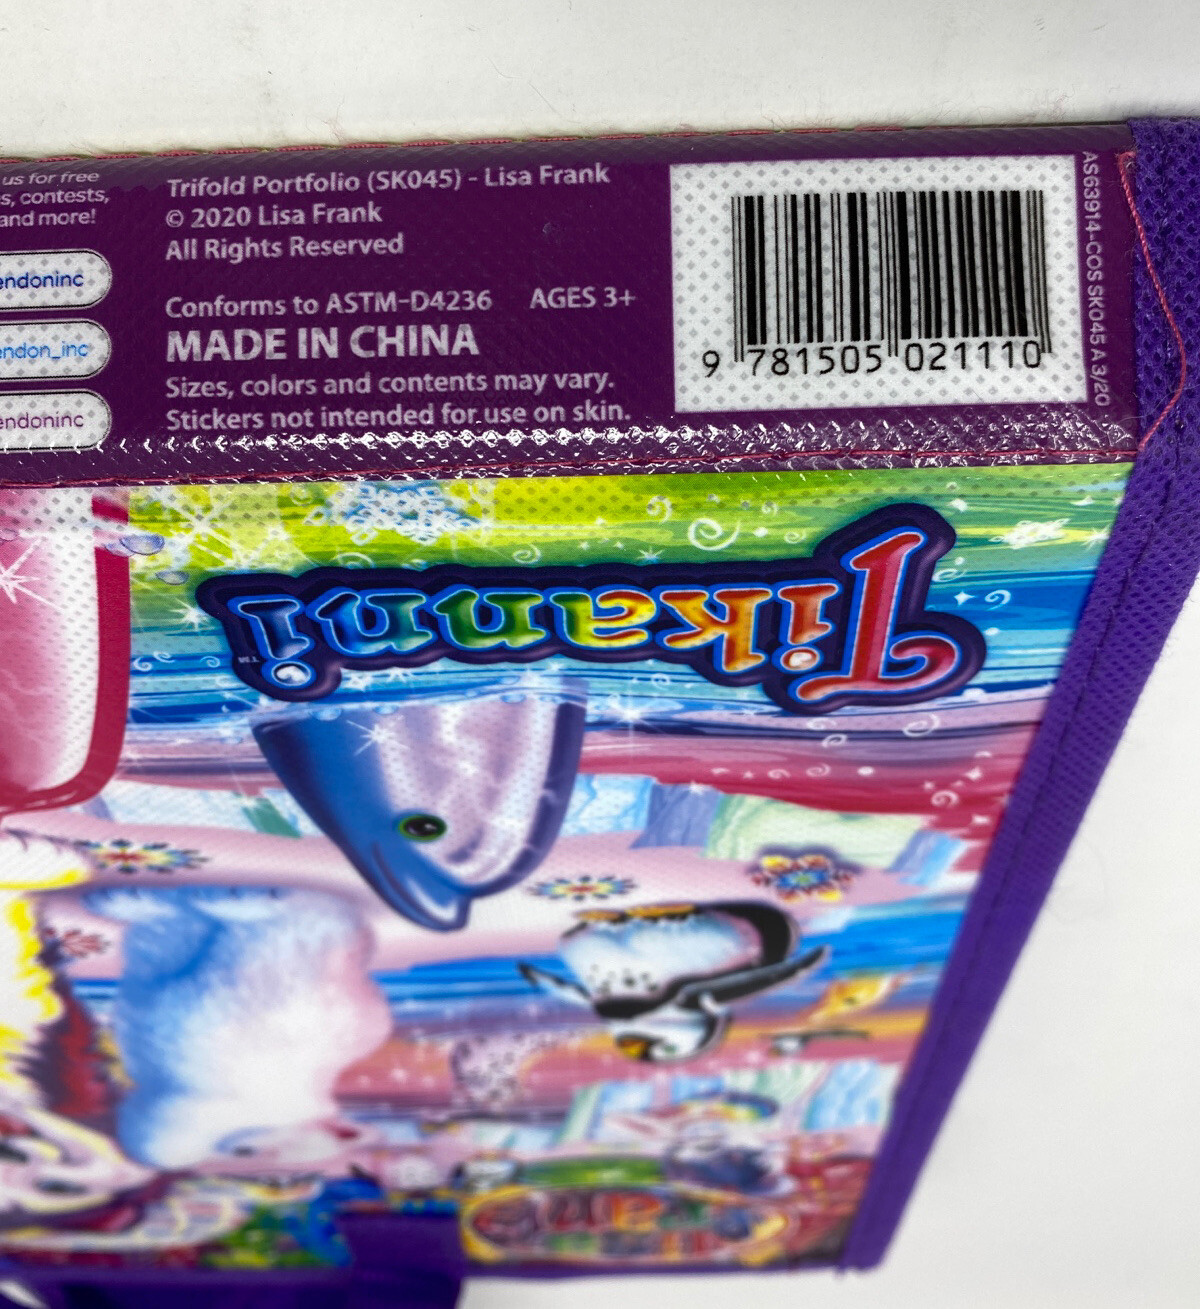 us for free
s, contests,
and more!
endoninc
endon_inc
endoninc
Trifold Portfolio (SK045) - Lisa Frank
© 2020 Lisa Frank
All Rights Reserved
Conforms to ASTM-D4236 AGES 3+
MADE IN CHINA
Sizes, colors and contents may vary.
Stickers not intended for use on skin.
9 781505 021110
AS63914-COS SK045 A 3/20
Tikanni
TM